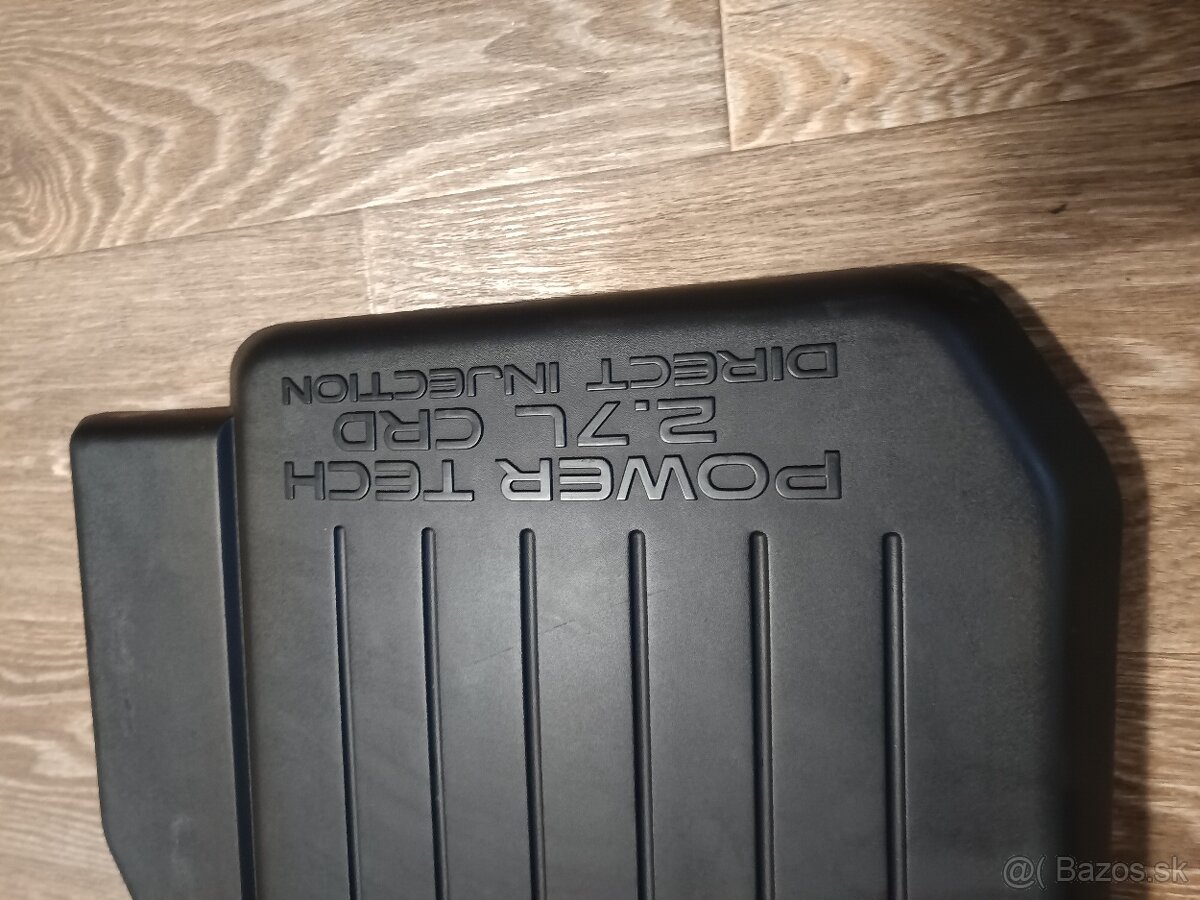 POWER TECH
2.7L CRD
DIRECT INJECTION
@( Bazos.sk